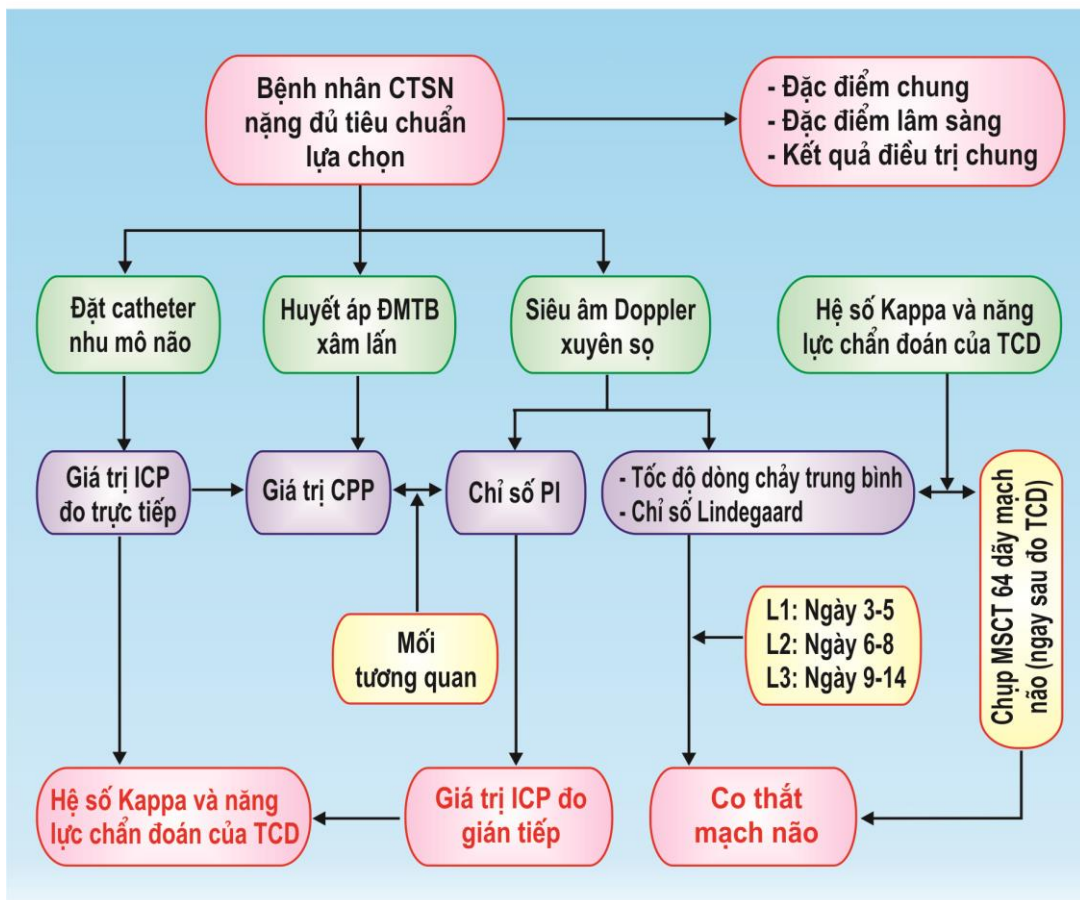 Bệnh nhân CTSN
nặng đủ tiêu chuẩn
lựa chọn
- Đặc điểm chung
- Đặc điểm lâm sàng
- Kết quả điều trị chung
Đặt catheter
nhu mô não
Huyết áp ĐMTB
xâm lấn
Siêu âm Doppler
xuyên sọ
Hệ số Kappa và năng
lực chẩn đoán của TCD
Giá trị ICP
đo trực tiếp
Giá trị CPP
Chỉ số PI
- Tốc độ dòng chảy trung bình
- Chỉ số Lindegaard
Chụp MSCT 64 dãy mạch
não (ngay sau đo TCD)
Mối
tương quan
L1: Ngày 3-5
L2: Ngày 6-8
L3: Ngày 9-14
Hệ số Kappa và năng
lực chẩn đoán của TCD
Giá trị ICP đo
gián tiếp
Co thắt
mạch não